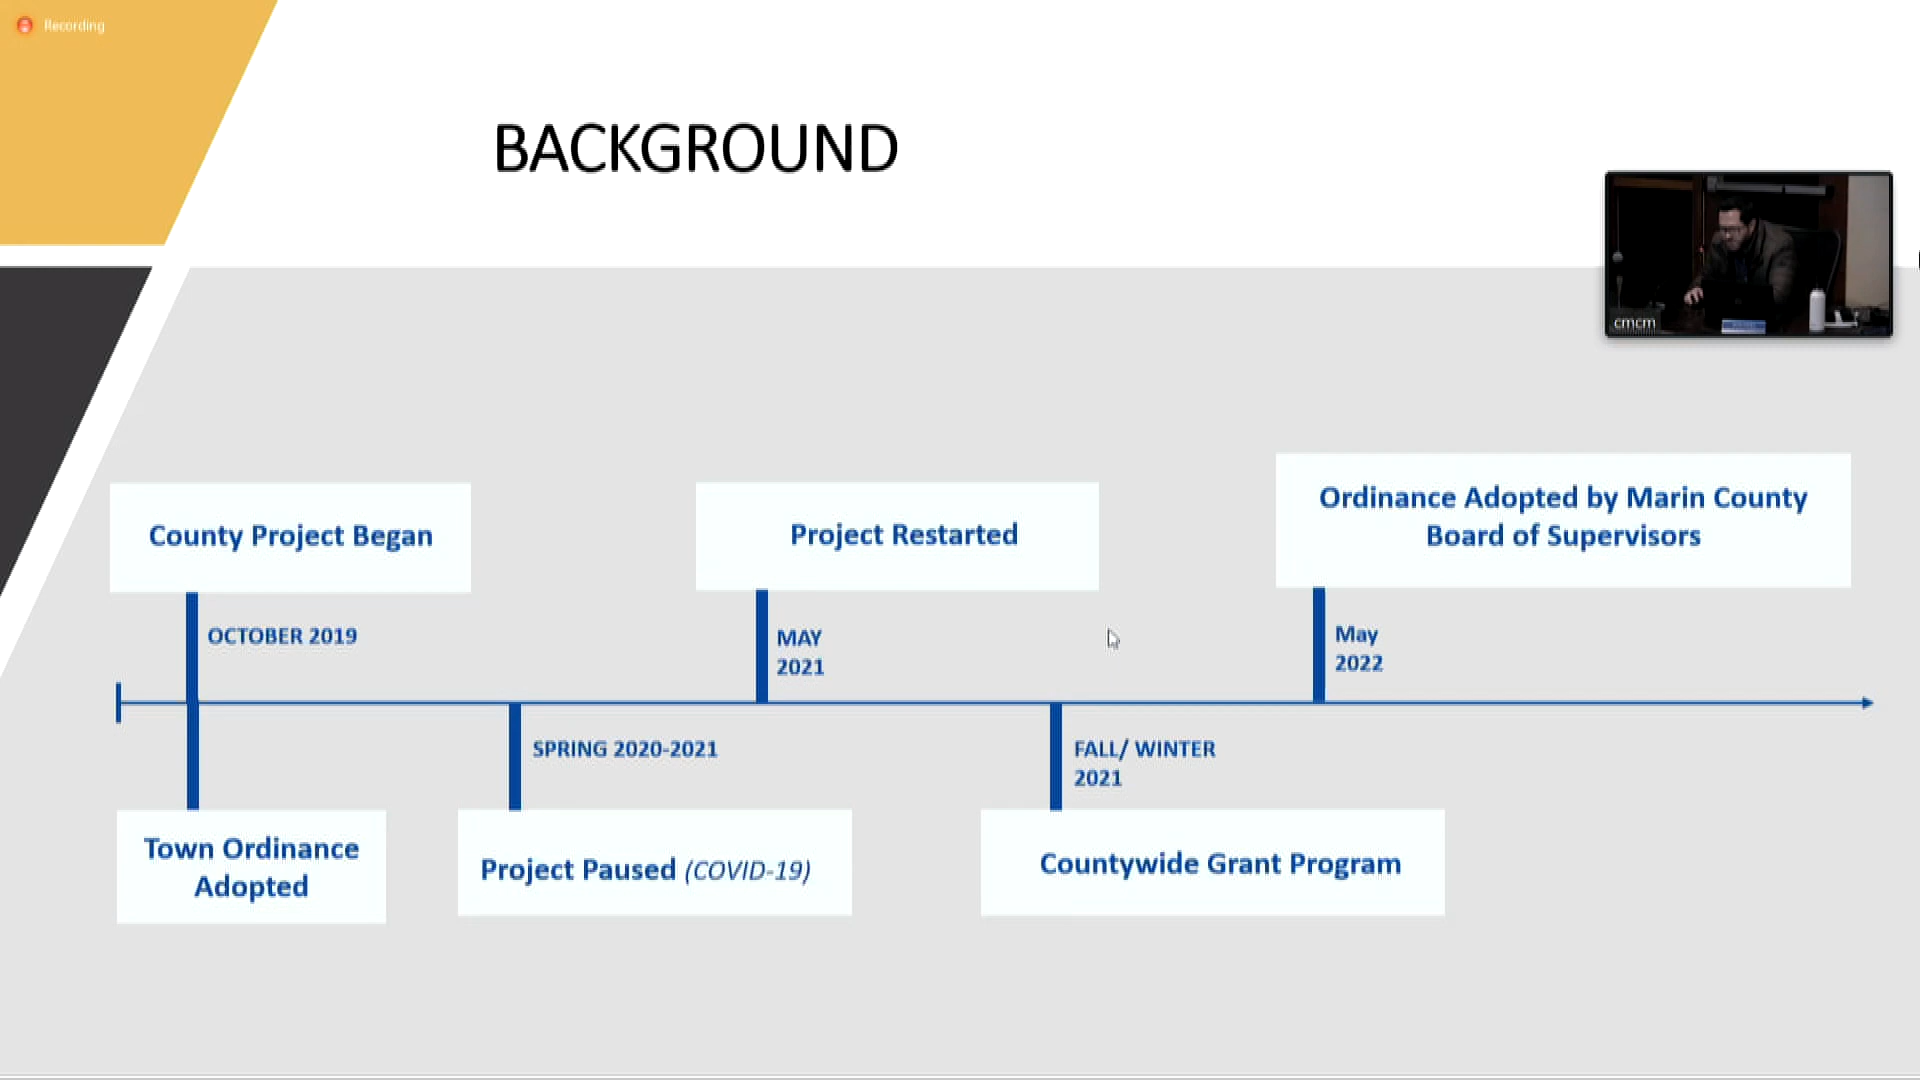 Recording
BACKGROUND
cmcm
County Project Began
Project Restarted
Ordinance Adopted by Marin County
Board of Supervisors
OCTOBER 2019
MAY
2021
May
2022
SPRING 2020-2021
FALL/ WINTER
2021
Town Ordinance
Adopted
Project Paused (COVID-19)
Countywide Grant Program